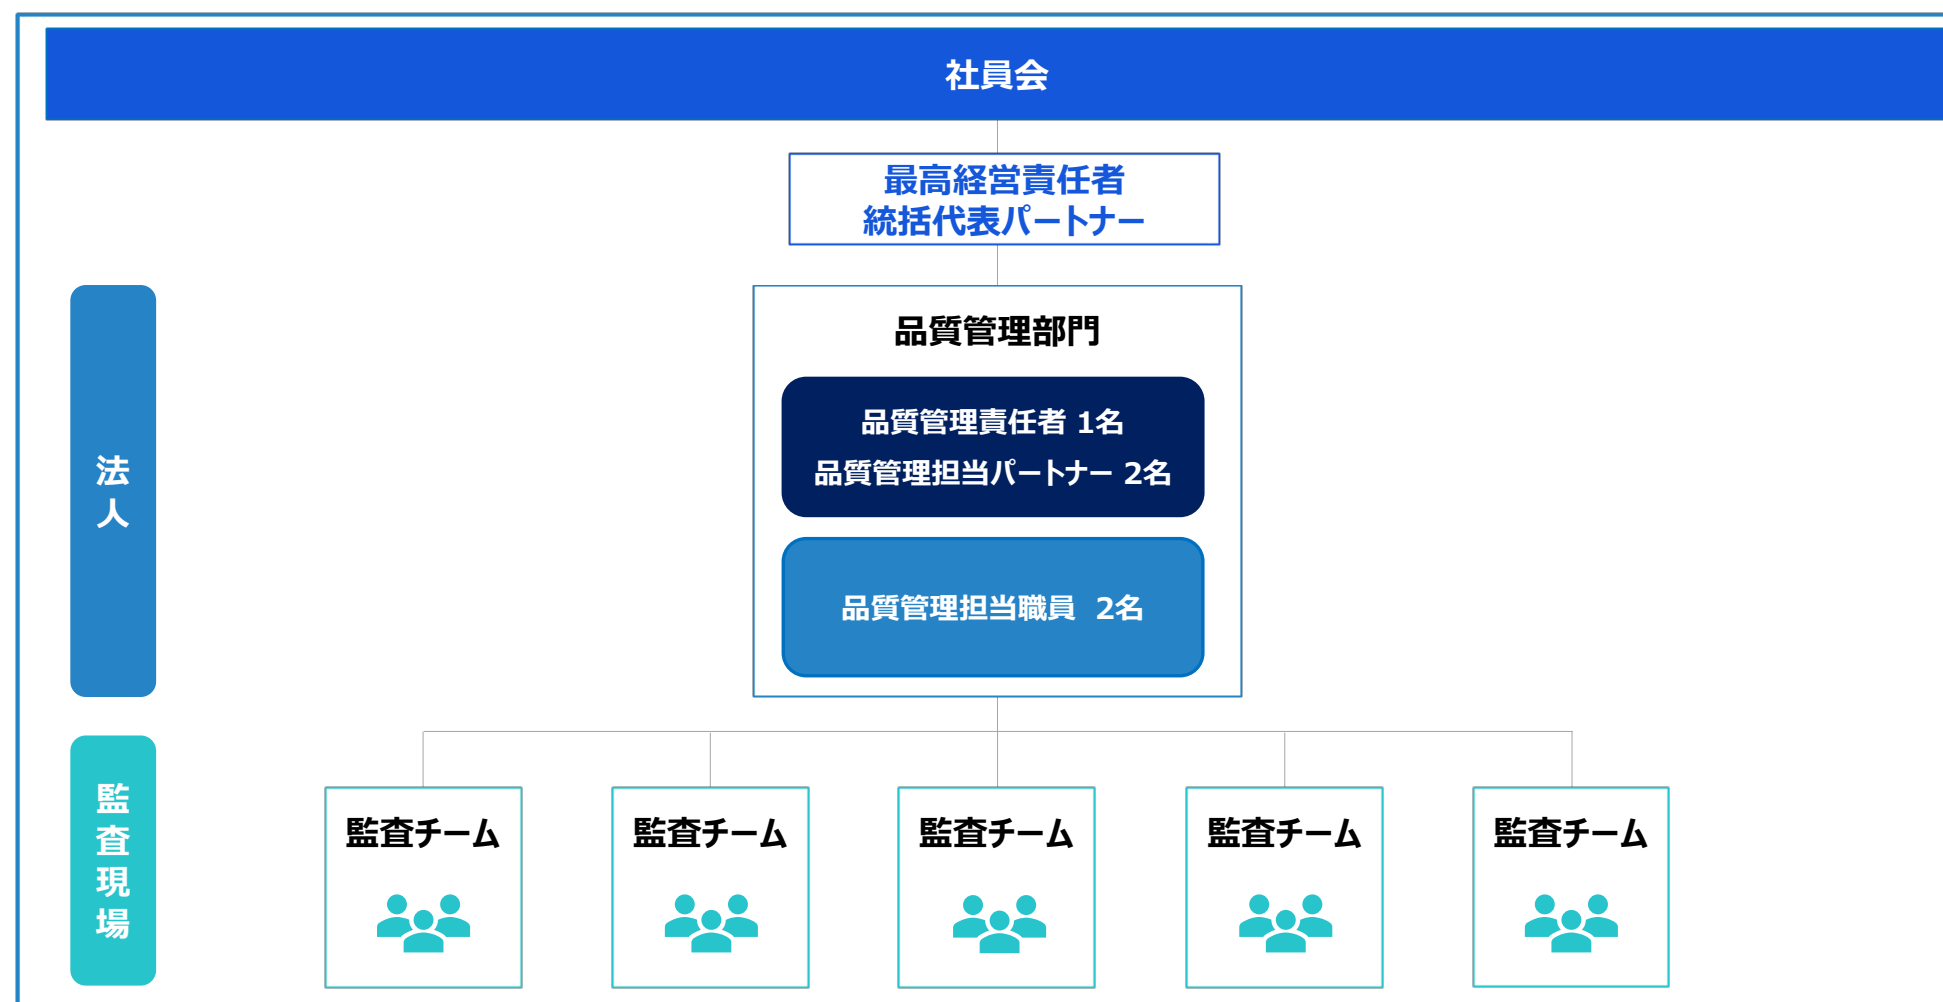 社員会
最高経営責任者
統括代表パートナー
法人
品質管理部門
品質管理責任者 1名
品質管理担当パートナー 2名
品質管理担当職員 2名
監査現場
監査チーム
監査チーム
監査チーム
監査チーム
監査チーム